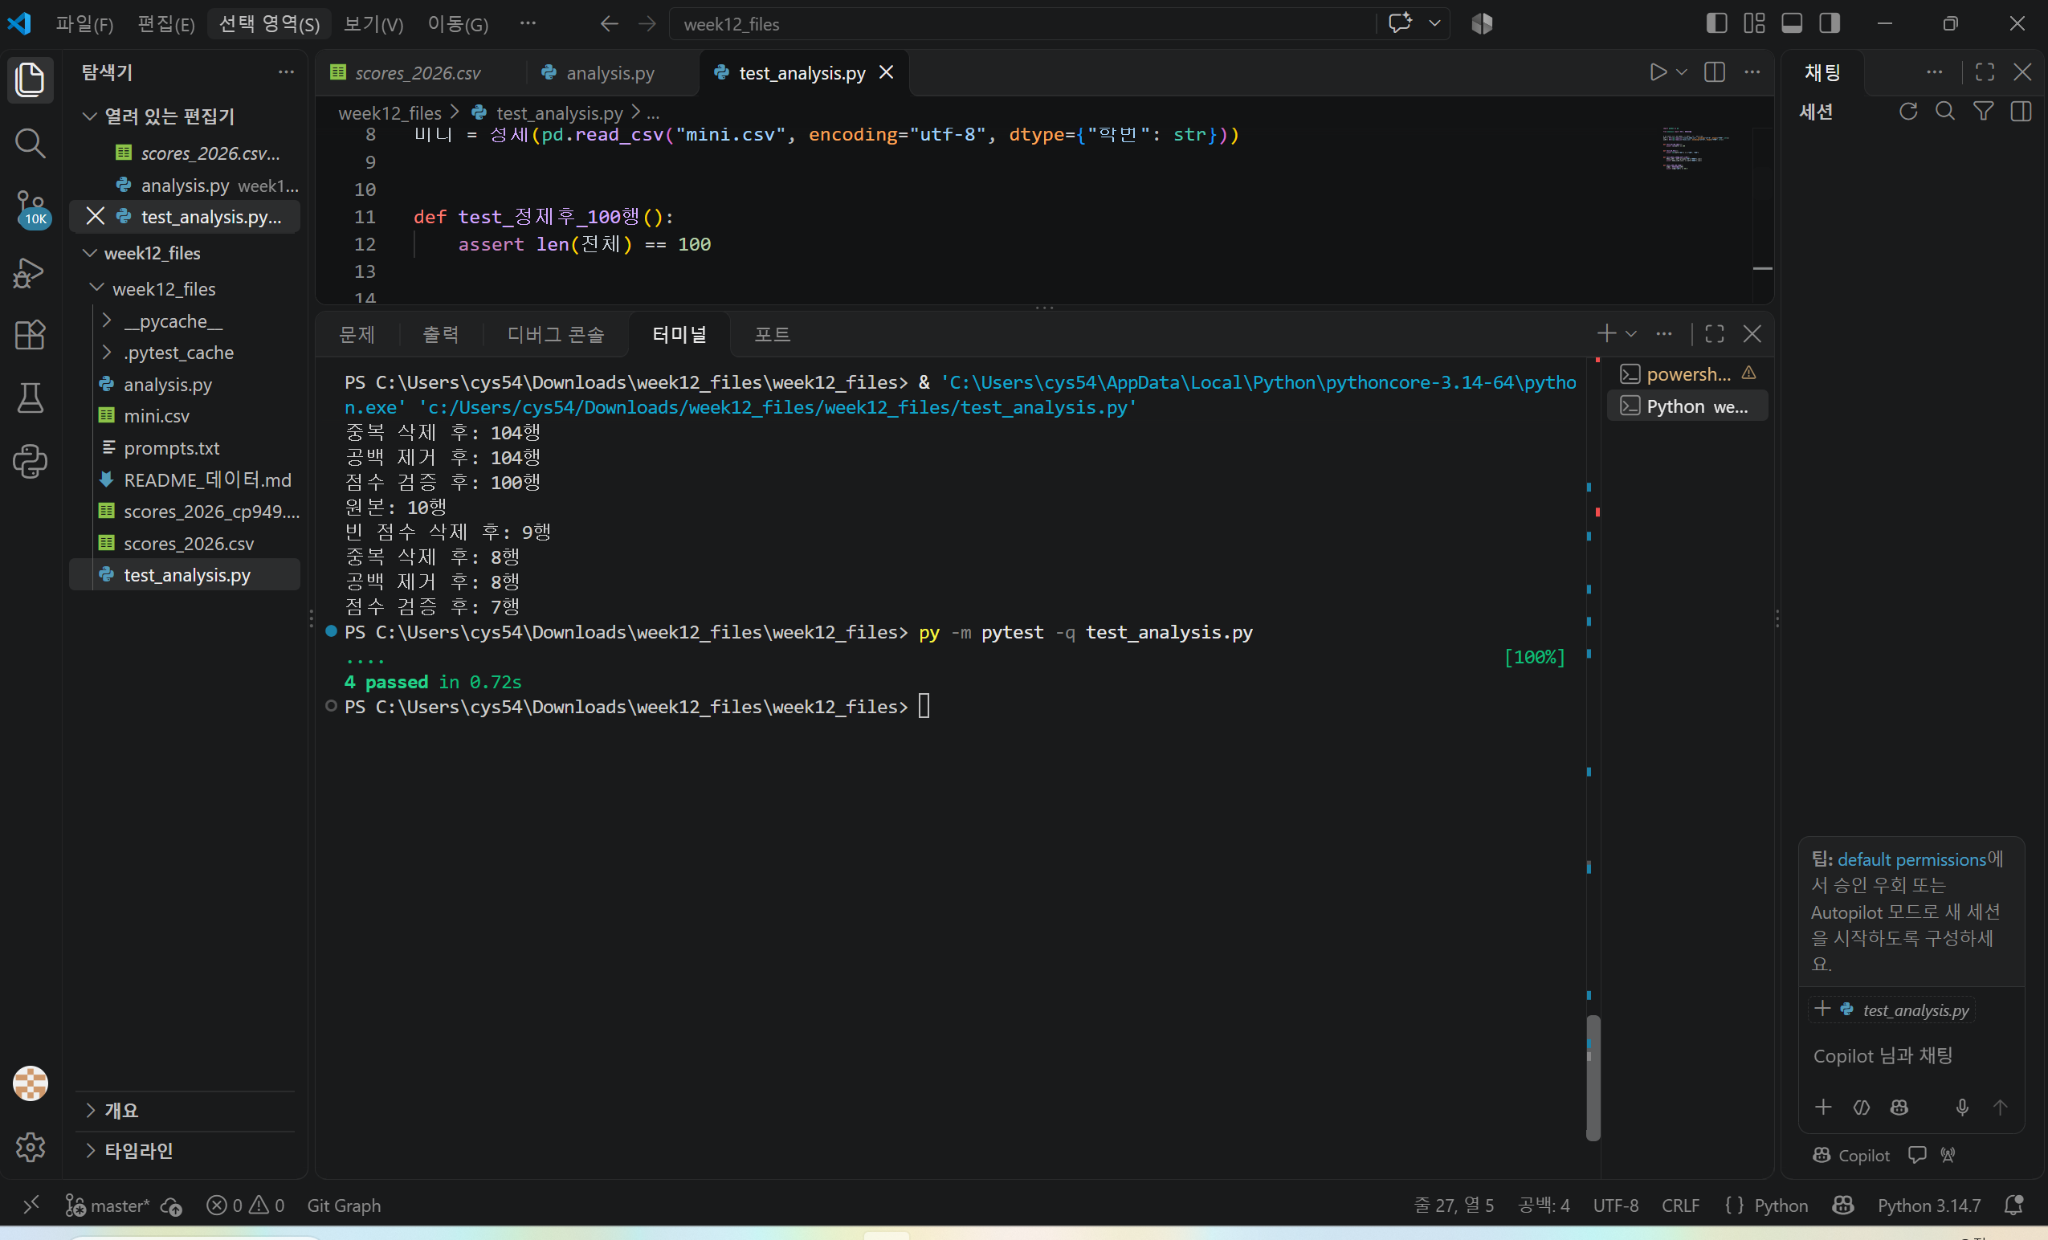 파일(F) 편집(E) 선택 영역(S) 보기(V) 이동(G) ··· week12_files
탐색기
열려 있는 편집기
scores_2026.csv...
analysis.py week1...
test_analysis.py...
week12_files
week12_files
__pycache__
.pytest_cache
analysis.py
mini.csv
prompts.txt
README_데이터.md
scores_2026_cp949....
scores_2026.csv
test_analysis.py
개요
타임라인
10K
scores_2026.csv analysis.py test_analysis.py
week12_files > test_analysis.py > ...
8 미니 = 정제(pd.read_csv("mini.csv", encoding="utf-8", dtype={"학번": str}))
9
10
11 def test_정제후_100행():
12 assert len(전체) == 100
13
14
문제 출력 디버그 콘솔 터미널 포트
PS C:\Users\cys54\Downloads\week12_files\week12_files> & 'C:\Users\cys54\AppData\Local\Python\pythoncore-3.14-64\pytho
n.exe' 'c:/Users/cys54/Downloads/week12_files/week12_files/test_analysis.py'
중복 삭제 후: 104행
공백 제거 후: 104행
점수 검증 후: 100행
원본: 10행
빈 점수 삭제 후: 9행
중복 삭제 후: 8행
공백 제거 후: 8행
점수 검증 후: 7행
PS C:\Users\cys54\Downloads\week12_files\week12_files> py -m pytest -q test_analysis.py
.... [100%]
4 passed in 0.72s
PS C:\Users\cys54\Downloads\week12_files\week12_files>
powersh...
Python we...
채팅
세션
팁: default permissions에
서 승인 우회 또는
Autopilot 모드로 새 세션
을 시작하도록 구성하세
요.
test_analysis.py
Copilot 님과 채팅
Copilot
master* 0 0 Git Graph 줄 27, 열 5 공백: 4 UTF-8 CRLF { } Python Python 3.14.7